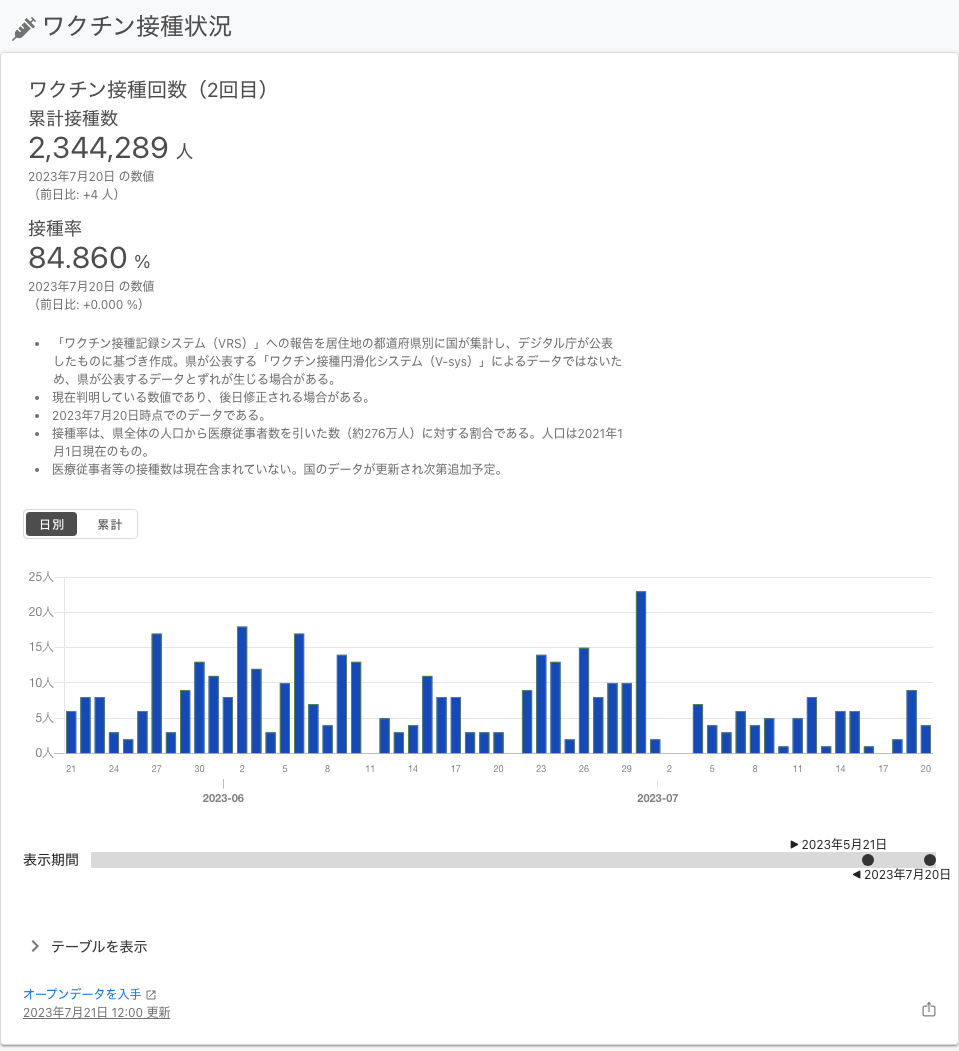 ワクチン接種状況
ワクチン接種回数（2回目）
累計接種数
2,344,289 人
2023年7月20日 の数値
（前日比: +4 人）
接種率
84.860 %
2023年7月20日 の数値
（前日比: +0.000 %）
• 「ワクチン接種記録システム（VRS）」への報告を居住地の都道府県別に国が集計し、デジタル庁が公表
したものに基づき作成。県が公表する「ワクチン接種円滑化システム（V-sys）」によるデータではないた
め、県が公表するデータとずれが生じる場合がある。
• 現在判明している数値であり、後日修正される場合がある。
• 2023年7月20日時点でのデータである。
• 接種率は、県全体の人口から医療従事者数を引いた数（約276万人）に対する割合である。人口は2021年1
月1日現在のもの。
• 医療従事者等の接種数は現在含まれていない。国のデータが更新され次第追加予定。
日別 累計
25人
20人
15人
10人
5人
0人
21 24 27 30 2 5 8 11 14 17 20 23 26 29 2 5 8 11 14 17 20
2023-06 2023-07
▶ 2023年5月21日
表示期間
◀ 2023年7月20日
テーブルを表示
オープンデータを入手
2023年7月21日 12:00 更新